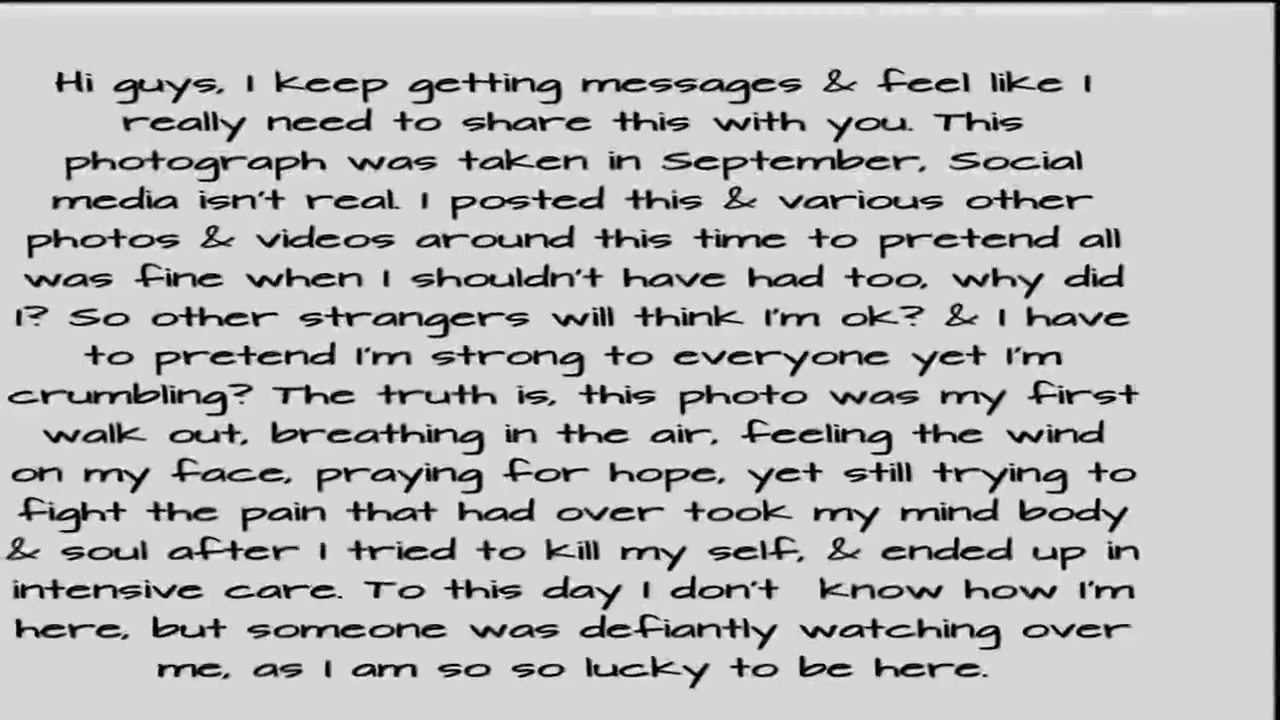 Hi guys, I keep getting messages & feel like I
really need to share this with you. This
photograph was taken in September, Social
media isn't real. I posted this & various other
photos & videos around this time to pretend all
was fine when I shouldn't have had too, why did
I? So other strangers will think I'm ok? & I have
to pretend I'm strong to everyone yet I'm
crumbling? The truth is, this photo was my first
walk out, breathing in the air, feeling the wind
on my face, praying for hope, yet still trying to
fight the pain that had over took my mind body
& soul after I tried to kill my self, & ended up in
intensive care. To this day I don't know how I'm
here, but someone was defiantly watching over
me, as I am so so lucky to be here.